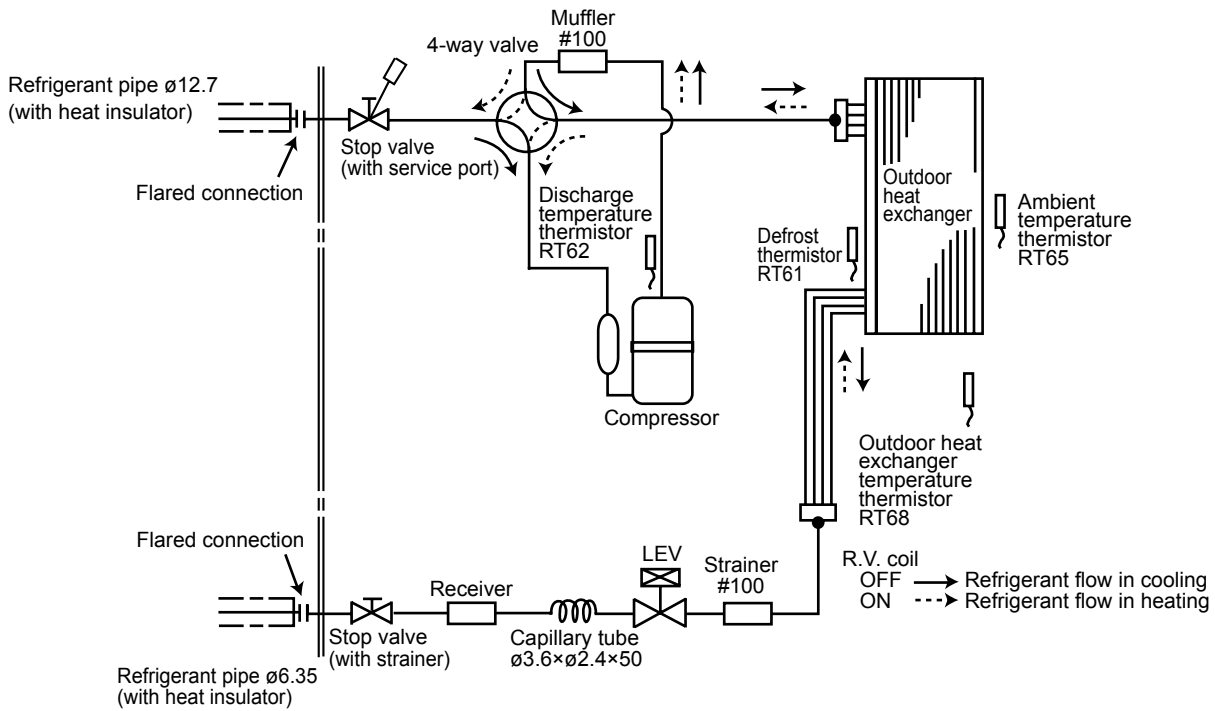 Muffler
#100
4-way valve
Refrigerant pipe ø12.7
(with heat insulator)
Stop valve
(with service port)
Flared connection
Discharge
temperature
thermistor
RT62
Outdoor
heat
exchanger
Ambient
temperature
thermistor
RT65
Defrost
thermistor
RT61
Compressor
Outdoor heat
exchanger
temperature
thermistor
RT68
Flared connection
LEV
Strainer
#100
R.V. coil
OFF Refrigerant flow in cooling
ON Refrigerant flow in heating
Receiver
Stop valve
(with strainer)
Capillary tube
ø3.6×ø2.4×50
Refrigerant pipe ø6.35
(with heat insulator)